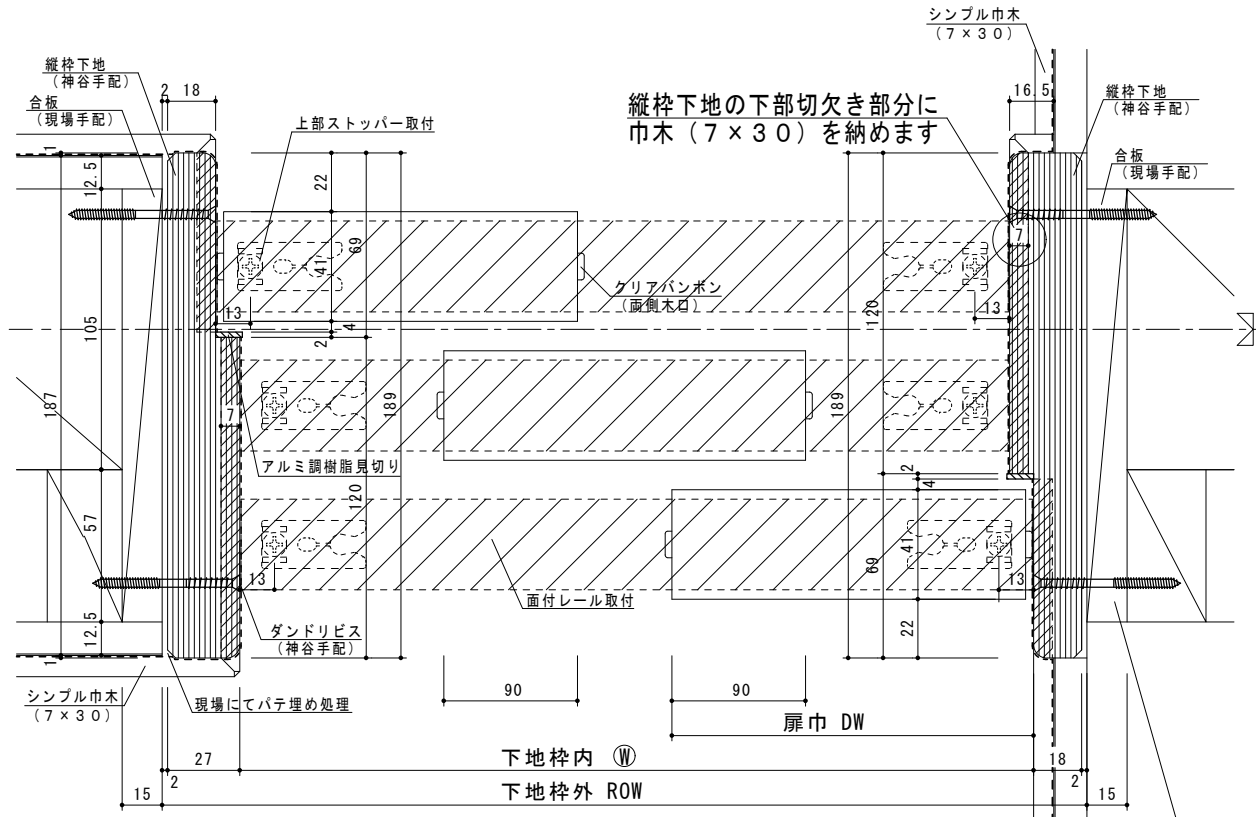 シンプル巾木
(7×30)
縦枠下地
(神谷手配)
2
18
合板
(現場手配)
上部ストッパー取付
縦枠下地の下部切欠き部分に
巾木(7×30)を納めます
16.5
縦枠下地
(神谷手配)
合板
(現場手配)
1
12.5
22
69
41
7
クリアバンポン
(両側木口)
13
4
2
120
13
105
187
7
189
189
アルミ調樹脂見切り
2
4
120
57
41
69
13
13
面付レール取付
12.5
22
1
ダンドリビス
(神谷手配)
シンプル巾木
(7×30)
現場にてパテ埋め処理
90
90
扉巾 DW
27
下地枠内 Ⓦ
18
2
2
15
下地枠外 ROW
15